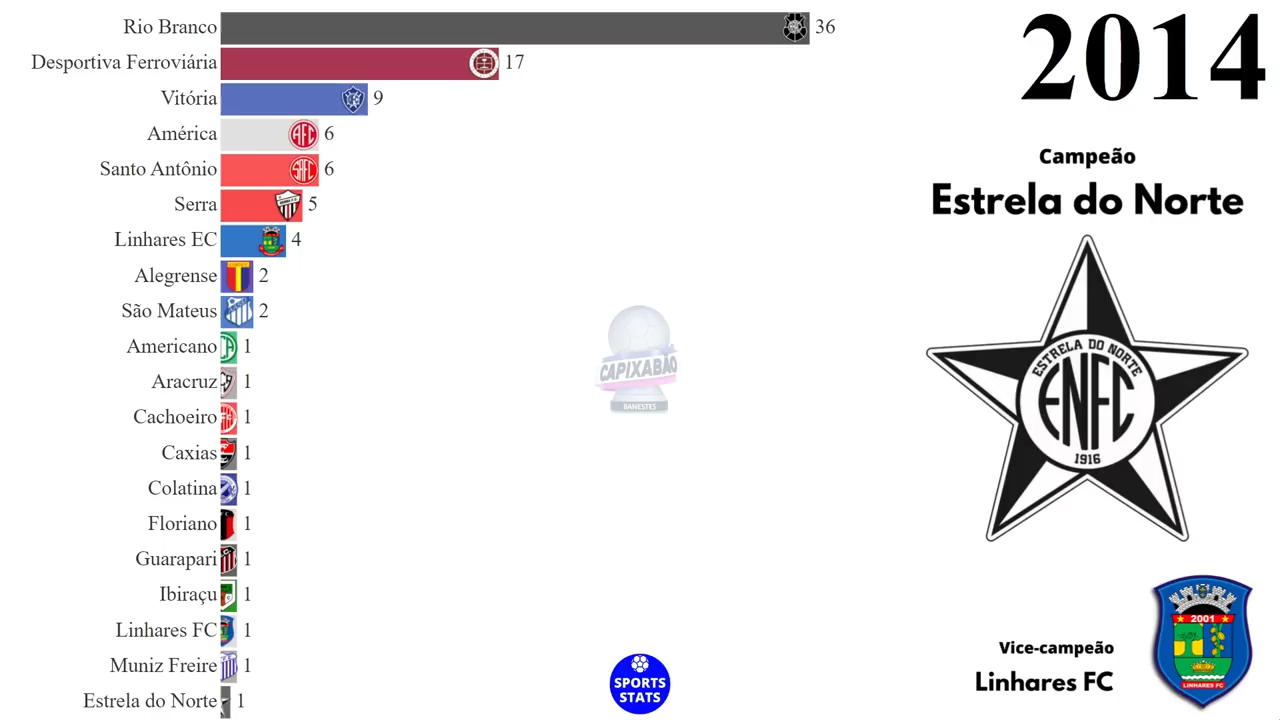 Rio Branco 36
Desportiva Ferroviária 17
Vitória 9
América 6
AFC
Santo Antônio 6
SAFC
Serra 5
Linhares EC 4
Alegrense 2
São Mateus 2
Americano 1
Aracruz 1
Cachoeiro 1
Caxias 1
Colatina 1
Floriano 1
Guarapari 1
Ibiraçu 1
Linhares FC 1
Muniz Freire 1
Estrela do Norte 1
CAPIXABÃO
BANESTES
SPORTS
STATS
2014
Campeão
Estrela do Norte
ESTRELA DO NORTE
ENFC
1916
Vice-campeão
Linhares FC
2001
LINHARES FC